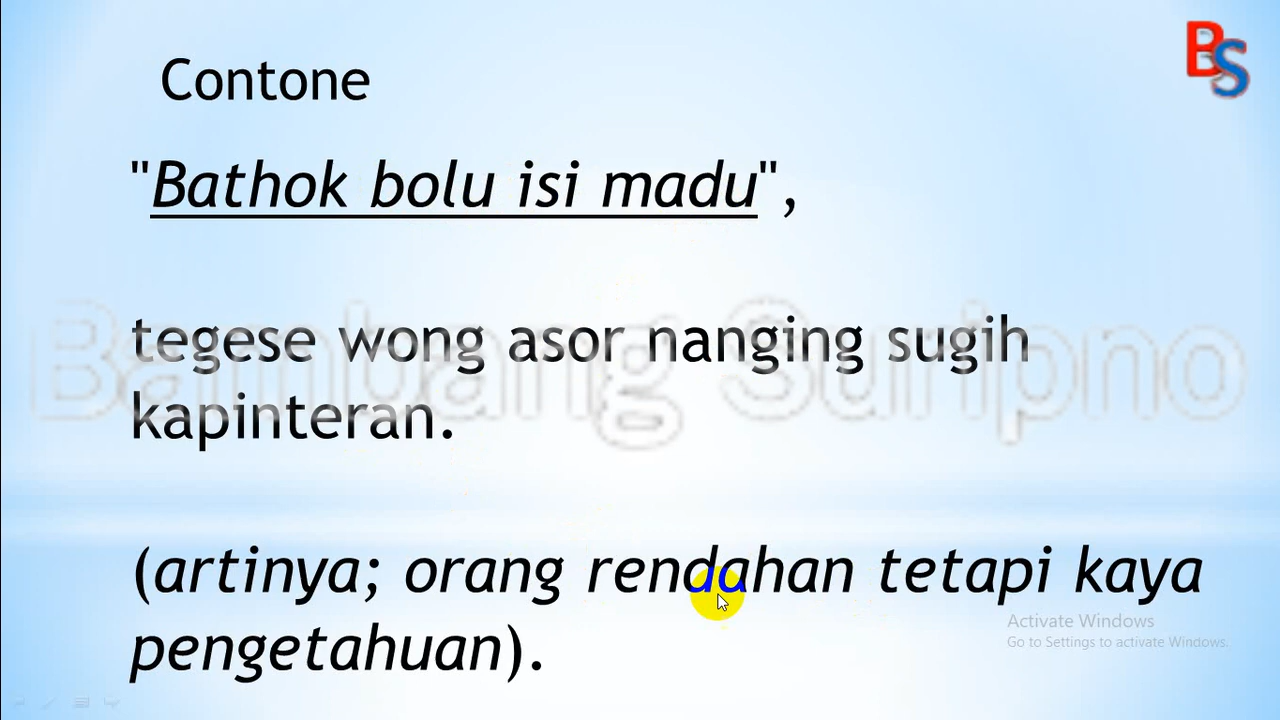 BS
Contone
"Bathok bolu isi madu",
tegese wong asor nanging sugih
kapinteran.
Bambang Suripno
(artinya; orang rendahan tetapi kaya
pengetahuan).
Activate Windows
Go to Settings to activate Windows.